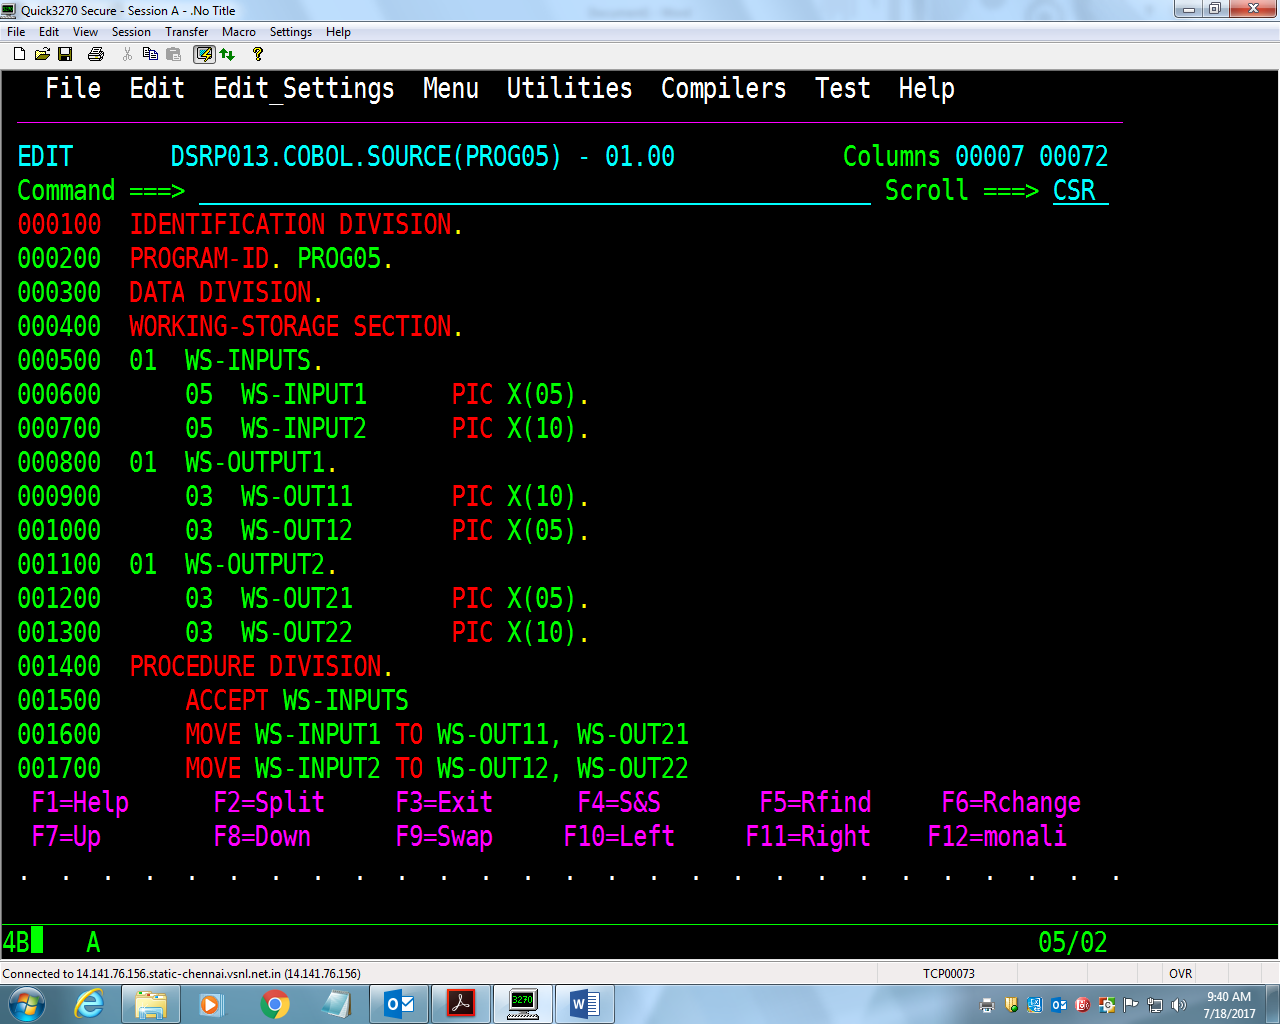 Quick3270 Secure - Session A - .No Title
File Edit View Session Transfer Macro Settings Help
File Edit Edit_Settings Menu Utilities Compilers Test Help
EDIT DSRP013.COBOL.SOURCE(PROG05) - 01.00 Columns 00007 00072
Command ===> Scroll ===> CSR
000100 IDENTIFICATION DIVISION.
000200 PROGRAM-ID. PROG05.
000300 DATA DIVISION.
000400 WORKING-STORAGE SECTION.
000500 01 WS-INPUTS.
000600 05 WS-INPUT1 PIC X(05).
000700 05 WS-INPUT2 PIC X(10).
000800 01 WS-OUTPUT1.
000900 03 WS-OUT11 PIC X(10).
001000 03 WS-OUT12 PIC X(05).
001100 01 WS-OUTPUT2.
001200 03 WS-OUT21 PIC X(05).
001300 03 WS-OUT22 PIC X(10).
001400 PROCEDURE DIVISION.
001500 ACCEPT WS-INPUTS
001600 MOVE WS-INPUT1 TO WS-OUT11, WS-OUT21
001700 MOVE WS-INPUT2 TO WS-OUT12, WS-OUT22
F1=Help F2=Split F3=Exit F4=S&S F5=Rfind F6=Rchange
F7=Up F8=Down F9=Swap F10=Left F11=Right F12=monali
. . . . . . . . . . . . . . . . . . . . . . . . . . .
4B A 05/02
Connected to 14.141.76.156.static-chennai.vsnl.net.in (14.141.76.156) TCP00073 OVR
3270
9:40 AM
7/18/2017